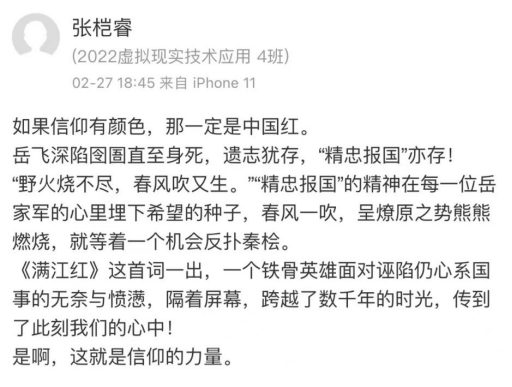 张桤睿
(2022虚拟现实技术应用 4班)
02-27 18:45 来自 iPhone 11
如果信仰有颜色，那一定是中国红。
岳飞深陷囹圄直至身死，遗志犹存，“精忠报国”亦存！
“野火烧不尽，春风吹又生。”“精忠报国”的精神在每一位岳
家军的心里埋下希望的种子，春风一吹，呈燎原之势熊熊
燃烧，就等着一个机会反扑秦桧。
《满江红》这首词一出，一个铁骨英雄面对诬陷仍心系国
事的无奈与愤懑，隔着屏幕，跨越了数千年的时光，传到
了此刻我们的心中！
是啊，这就是信仰的力量。